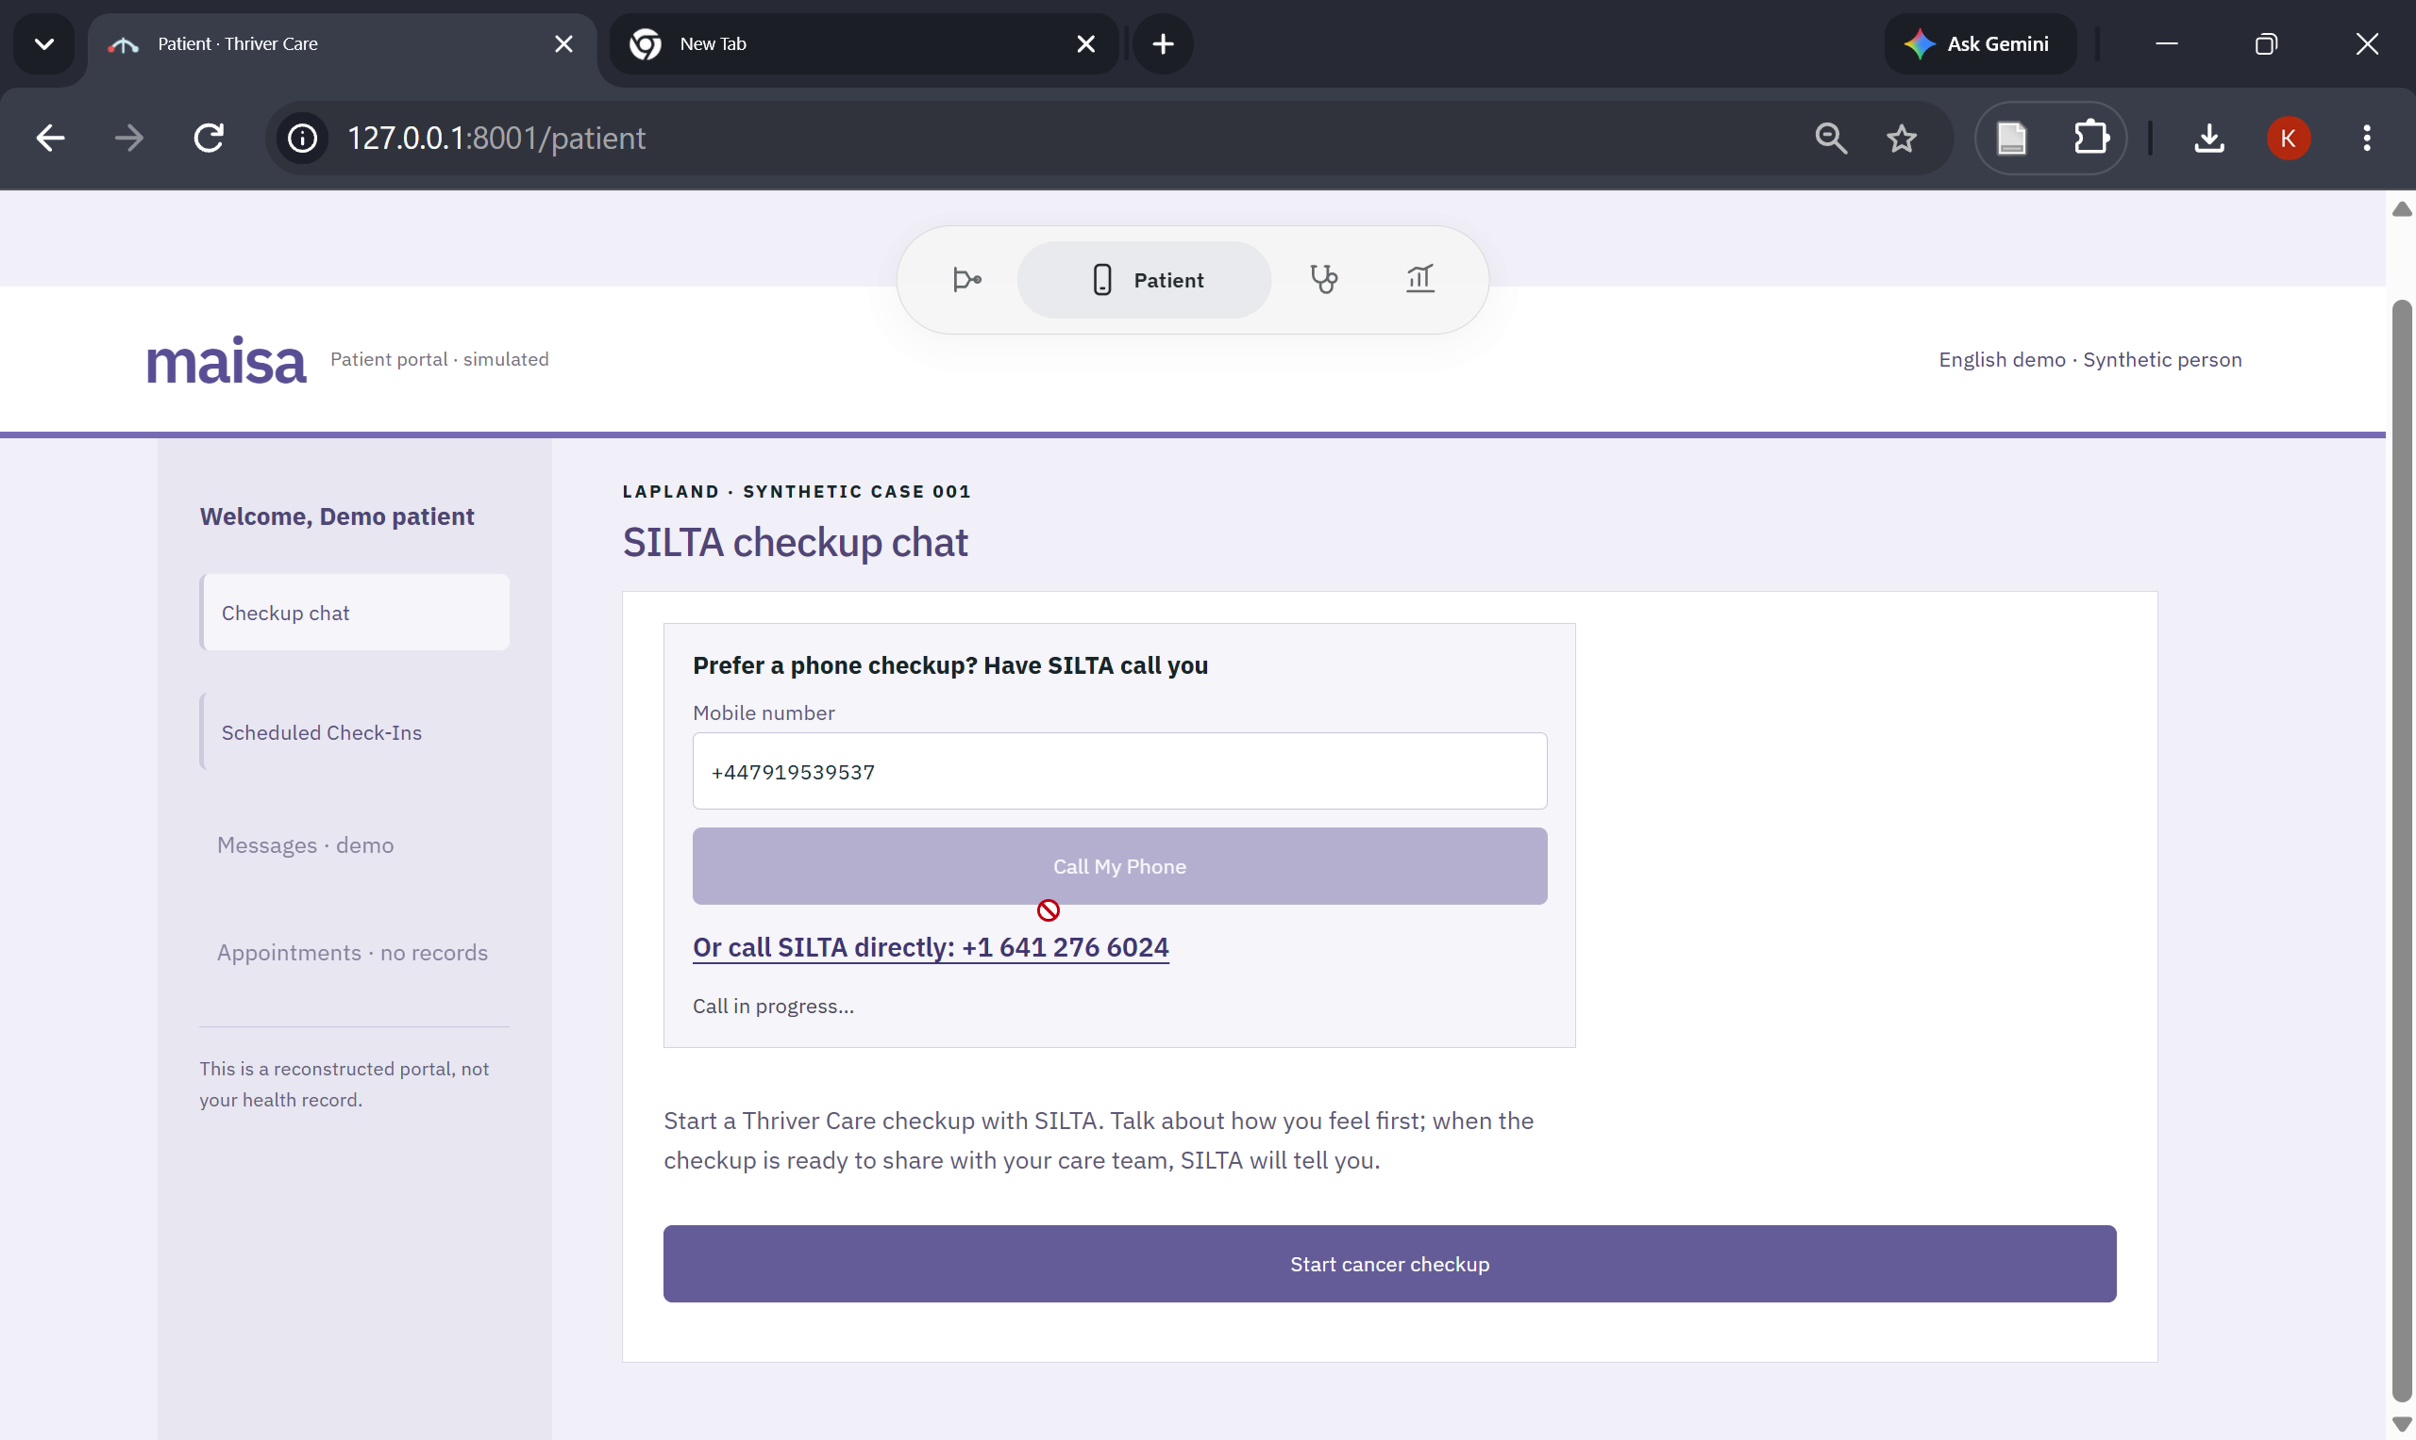 Patient · Thriver Care
New Tab
Ask Gemini
127.0.0.1:8001/patient
K
Patient
maisa
Patient portal · simulated
English demo · Synthetic person
Welcome, Demo patient
Checkup chat
Scheduled Check-Ins
Messages · demo
Appointments · no records
This is a reconstructed portal, not
your health record.
LAPLAND · SYNTHETIC CASE 001
SILTA checkup chat
Prefer a phone checkup? Have SILTA call you
Mobile number
+447919539537
Call My Phone
Or call SILTA directly: +1 641 276 6024
Call in progress...
Start a Thriver Care checkup with SILTA. Talk about how you feel first; when the
checkup is ready to share with your care team, SILTA will tell you.
Start cancer checkup